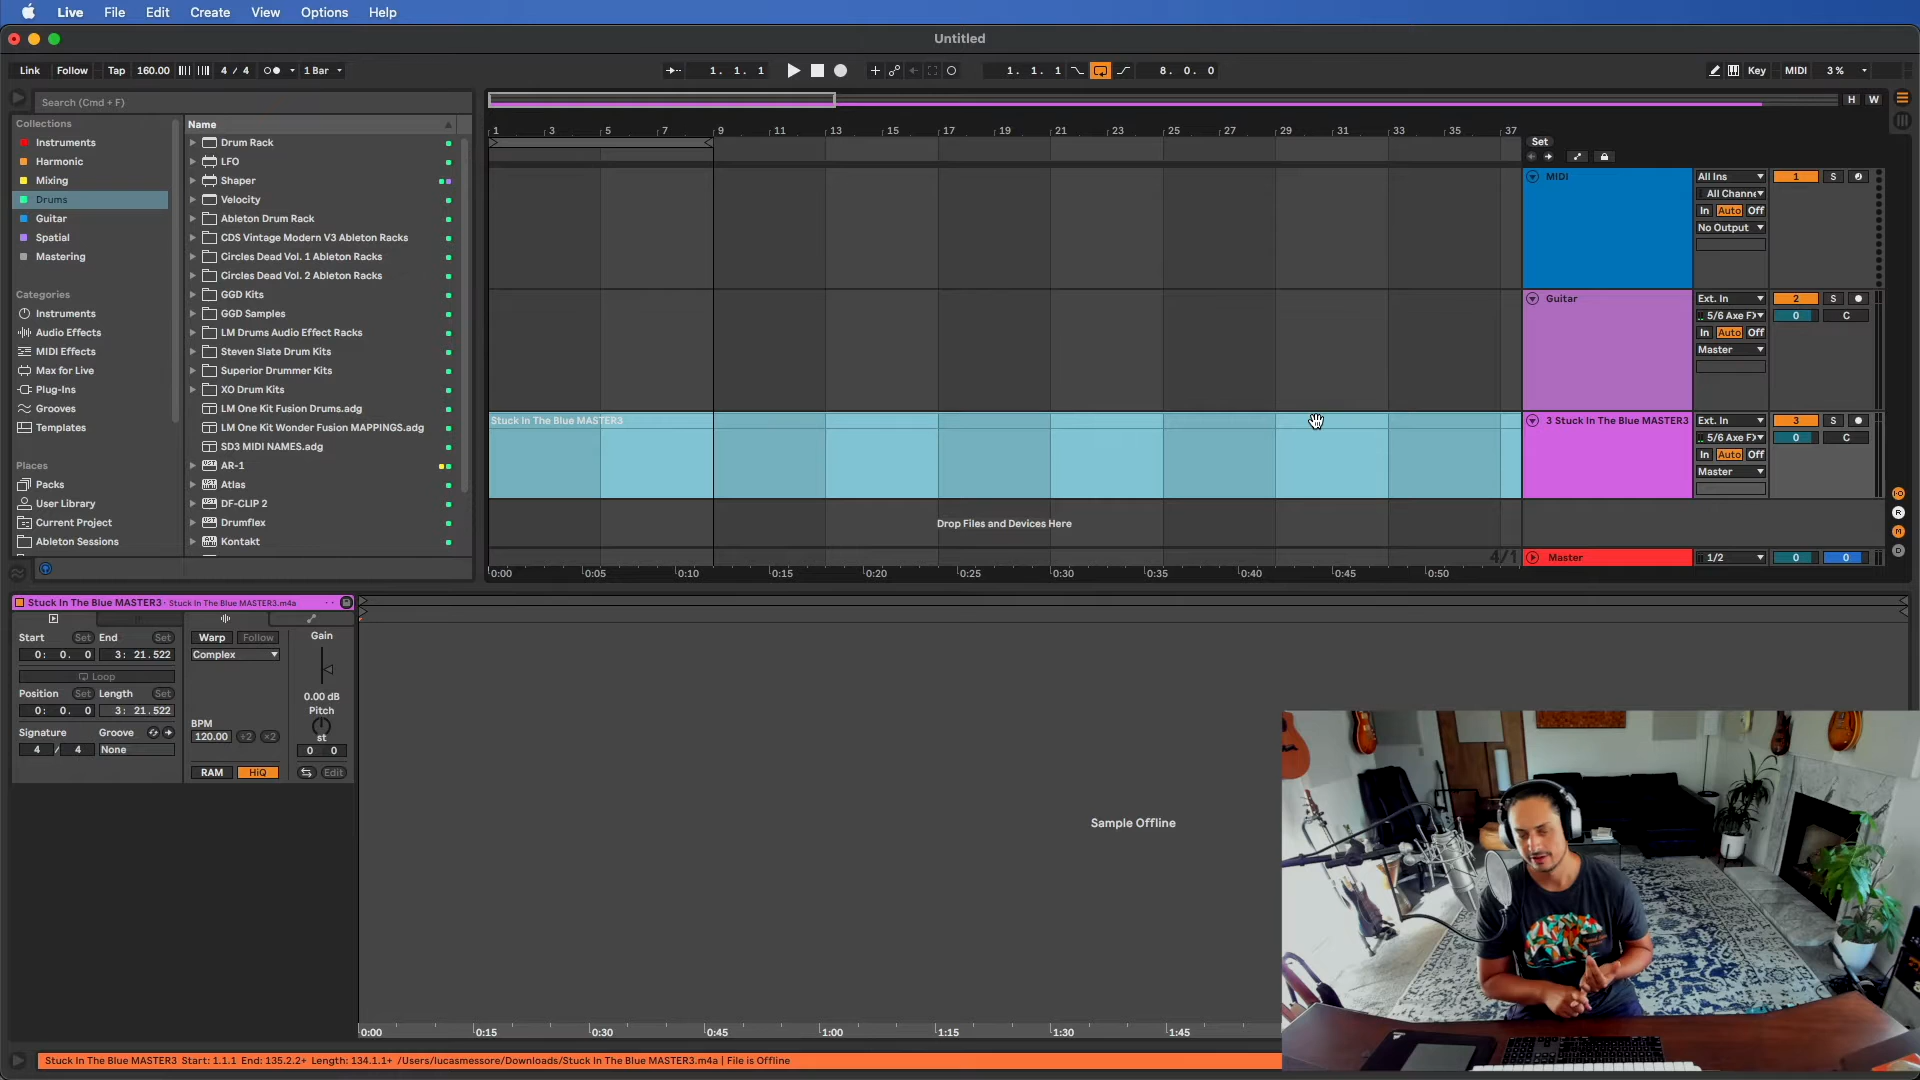 Live File Edit Create View Options Help
Untitled
Link Follow Tap 160.00 4 / 4 1 Bar 1. 1. 1 1. 1. 1 8. 0. 0 Key MIDI 3 %
Search (Cmd + F)
H W
Collections
Instruments
Harmonic
Mixing
Drums
Guitar
Spatial
Mastering
Categories
Instruments
Audio Effects
MIDI Effects
Max for Live
Plug-Ins
Grooves
Templates
Places
Packs
User Library
Current Project
Ableton Sessions
Name
Drum Rack
LFO
Shaper
Velocity
Ableton Drum Rack
CDS Vintage Modern V3 Ableton Racks
Circles Dead Vol. 1 Ableton Racks
Circles Dead Vol. 2 Ableton Racks
GGD Kits
GGD Samples
LM Drums Audio Effect Racks
Steven Slate Drum Kits
Superior Drummer Kits
XO Drum Kits
LM One Kit Fusion Drums.adg
LM One Kit Wonder Fusion MAPPINGS.adg
SD3 MIDI NAMES.adg
AR-1
Atlas
DF-CLIP 2
Drumflex
Kontakt
1 3 5 7 9 11 13 15 17 19 21 23 25 27 29 31 33 35 37
Set
MIDI All Ins 1 S
All Channe
In Auto Off
No Output
Guitar Ext. In 2 S
5/6 Axe F 0 C
In Auto Off
Master
Stuck In The Blue MASTER3
3 Stuck In The Blue MASTER3 Ext. In 3 S
5/6 Axe F 0 C
In Auto Off
Master
Drop Files and Devices Here
4/1
Master 1/2 0 0
I·O
R
M
D
0:00 0:05 0:10 0:15 0:20 0:25 0:30 0:35 0:40 0:45 0:50
Stuck In The Blue MASTER3 · Stuck In The Blue MASTER3.m4a
Start Set End Set
0: 0. 0 3: 21.522
Loop
Position Set Length Set
0: 0. 0 3: 21.522
Signature Groove
4 / 4 None
Warp Follow
Complex
BPM
120.00 ÷2 ×2
RAM HiQ
Gain
0.00 dB
Pitch
st
0 0
Edit
Sample Offline
0:00 0:15 0:30 0:45 1:00 1:15 1:30 1:45
Stuck In The Blue MASTER3 Start: 1.1.1 End: 135.2.2+ Length: 134.1.1+ /Users/lucasmessore/Downloads/Stuck In The Blue MASTER3.m4a | File is Offline